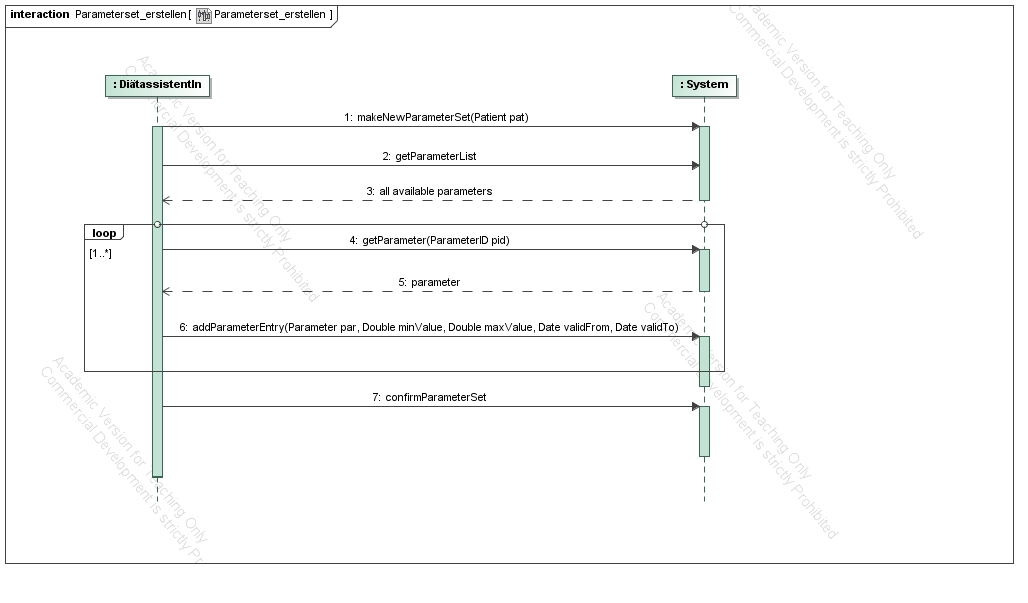 interaction Parameterset_erstellen [ Parameterset_erstellen ]
: DiätassistentIn
: System
1: makeNewParameterSet(Patient pat)
2: getParameterList
3: all available parameters
loop
[1..*]
4: getParameter(ParameterID pid)
5: parameter
6: addParameterEntry(Parameter par, Double minValue, Double maxValue, Date validFrom, Date validTo)
7: confirmParameterSet
Academic Version for Teaching Only
Commercial Development is strictly Prohibited
Academic Version for Teaching Only
Commercial Development is strictly Prohibited
Academic Version for Teaching Only
Commercial Development is strictly Prohibited
Academic Version for Teaching Only
Commercial Development is strictly Pro